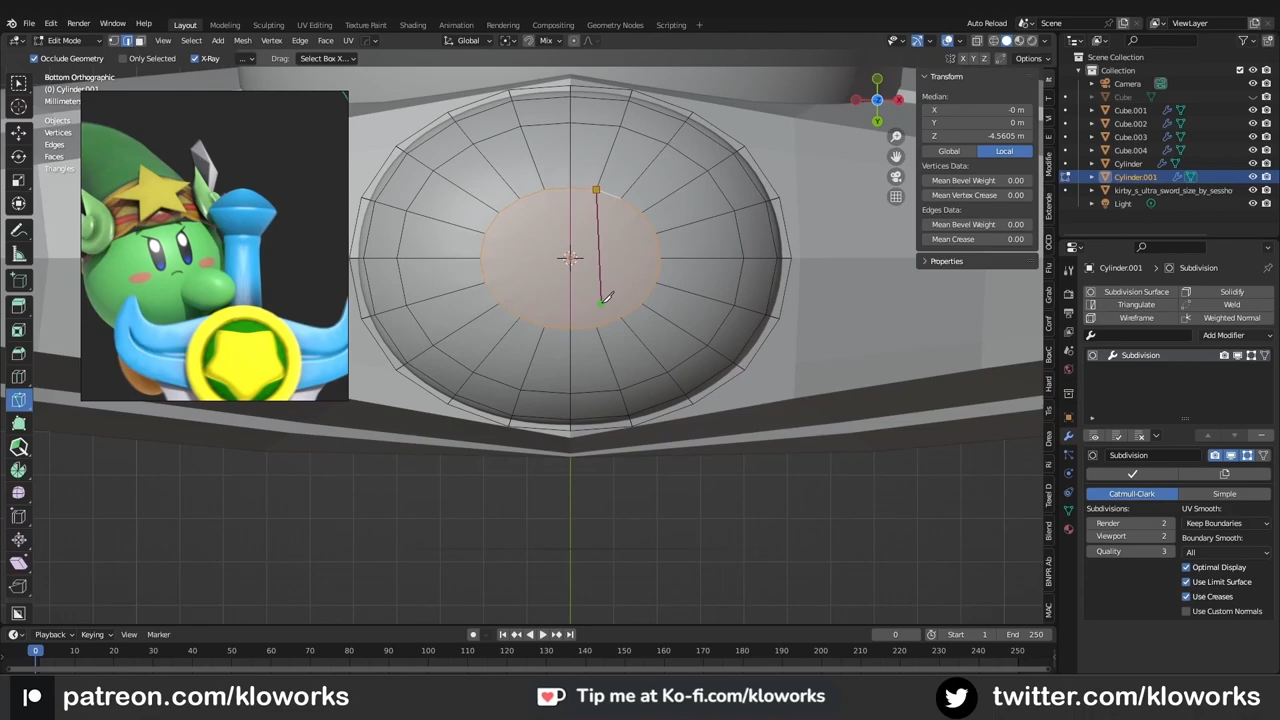 File Edit Render Window Help Layout Modeling Sculpting UV Editing Texture Paint Shading Animation Rendering Compositing Geometry Nodes Scripting + Auto Reload Scene ViewLayer
Edit Mode View Select Add Mesh Vertex Edge Face UV Global Mix
Occlude Geometry Only Selected X-Ray ... Drag: Select Box X... X Y Z Options
Bottom Orthographic
(0) Cylinder.001
Millimeters
Objects
Vertices
Edges
Faces
Triangles
Transform
Median:
X -0 m
Y 0 m
Z -4.5605 m
Global Local
Vertices Data:
Mean Bevel Weight 0.00
Mean Vertex Crease 0.00
Edges Data:
Mean Bevel Weight 0.00
Mean Crease 0.00
Properties
Scene Collection
Collection
Camera
Cube
Cube.001
Cube.002
Cube.003
Cube.004
Cylinder
Cylinder.001
kirby_s_ultra_sword_size_by_sessho
Light
Cylinder.001 Subdivision
Subdivision Surface Solidify
Triangulate Weld
Wireframe Weighted Normal
Add Modifier
Subdivision
Subdivision
Catmull-Clark Simple
Subdivisions: UV Smooth:
Render 2 Keep Boundaries
Viewport 2 Boundary Smooth:
Quality 3 All
Optimal Display
Use Limit Surface
Use Creases
Use Custom Normals
Playback Keying View Marker 0 Start 1 End 250
0 10 20 30 40 50 60 70 80 90 100 110 120 130 140 150 160 170 180 190 200 210 220 230 240 250
patreon.com/kloworks Tip me at Ko-fi.com/kloworks twitter.com/kloworks